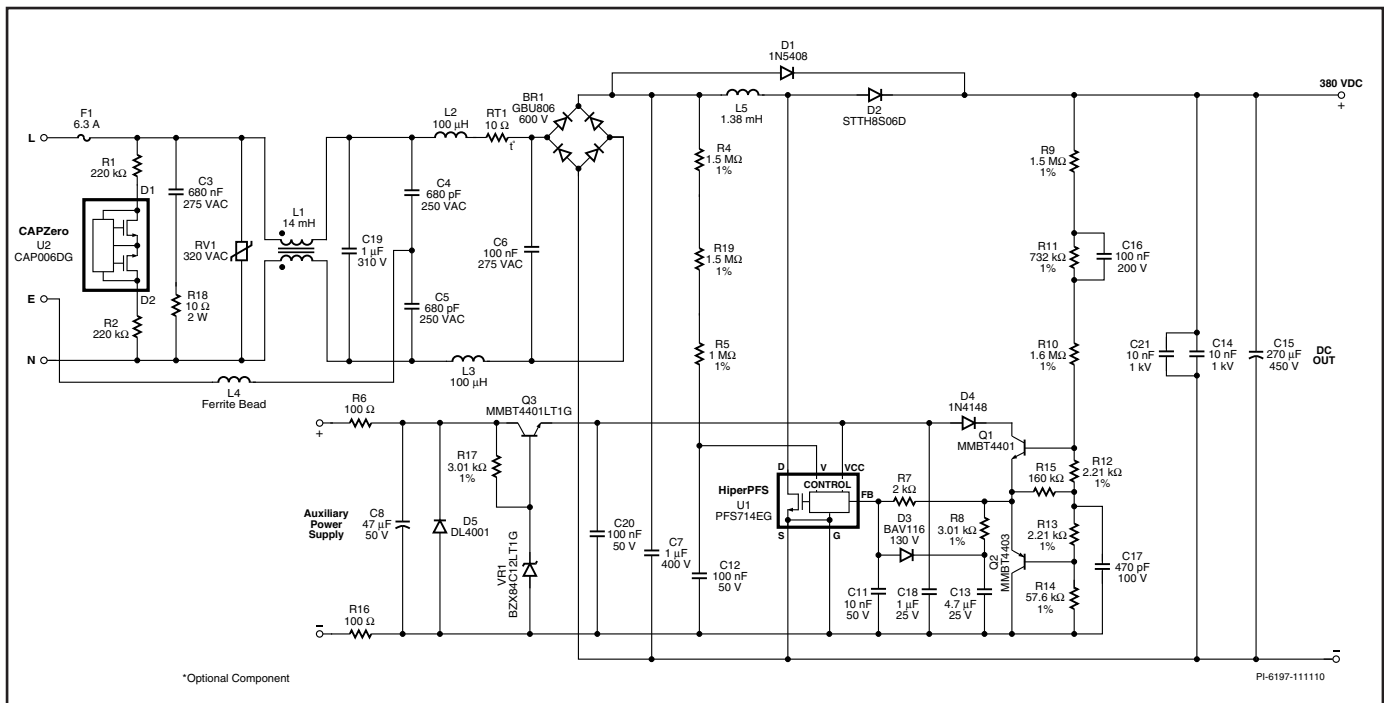 D1
1N5408
380 VDC
+
BR1
GBU806
600 V
L5
1.38 mH
D2
STTH8S06D
F1
6.3 A
L2
100 µH
RT1
10 Ω
t°
L
R1
220 kΩ
D1
C3
680 nF
275 VAC
CAPZero
U2
CAP006DG
D2
R2
220 kΩ
R18
10 Ω
2 W
RV1
320 VAC
L1
14 mH
C19
1 µF
310 V
C4
680 pF
250 VAC
C5
680 pF
250 VAC
C6
100 nF
275 VAC
L3
100 µH
E
N
L4
Ferrite Bead
R4
1.5 MΩ
1%
R19
1.5 MΩ
1%
R5
1 MΩ
1%
R9
1.5 MΩ
1%
R11
732 kΩ
1%
C16
100 nF
200 V
R10
1.6 MΩ
1%
C21
10 nF
1 kV
C14
10 nF
1 kV
C15
270 µF
450 V
DC
OUT
R6
100 Ω
+
Q3
MMBT4401LT1G
R17
3.01 kΩ
1%
Auxiliary
Power
Supply
C8
47 µF
50 V
D5
DL4001
VR1
BZX84C12LT1G
C20
100 nF
50 V
C7
1 µF
400 V
C12
100 nF
50 V
R16
100 Ω
–
D4
1N4148
Q1
MMBT4401
D
V
VCC
CONTROL
HiperPFS
U1
PFS714EG
FB
S
G
R7
2 kΩ
D3
BAV116
130 V
R8
3.01 kΩ
1%
R15
160 kΩ
R12
2.21 kΩ
1%
R13
2.21 kΩ
1%
Q2
MMBT4403
C17
470 pF
100 V
R14
57.6 kΩ
1%
C11
10 nF
50 V
C18
1 µF
25 V
C13
4.7 µF
25 V
–
*Optional Component
PI-6197-111110